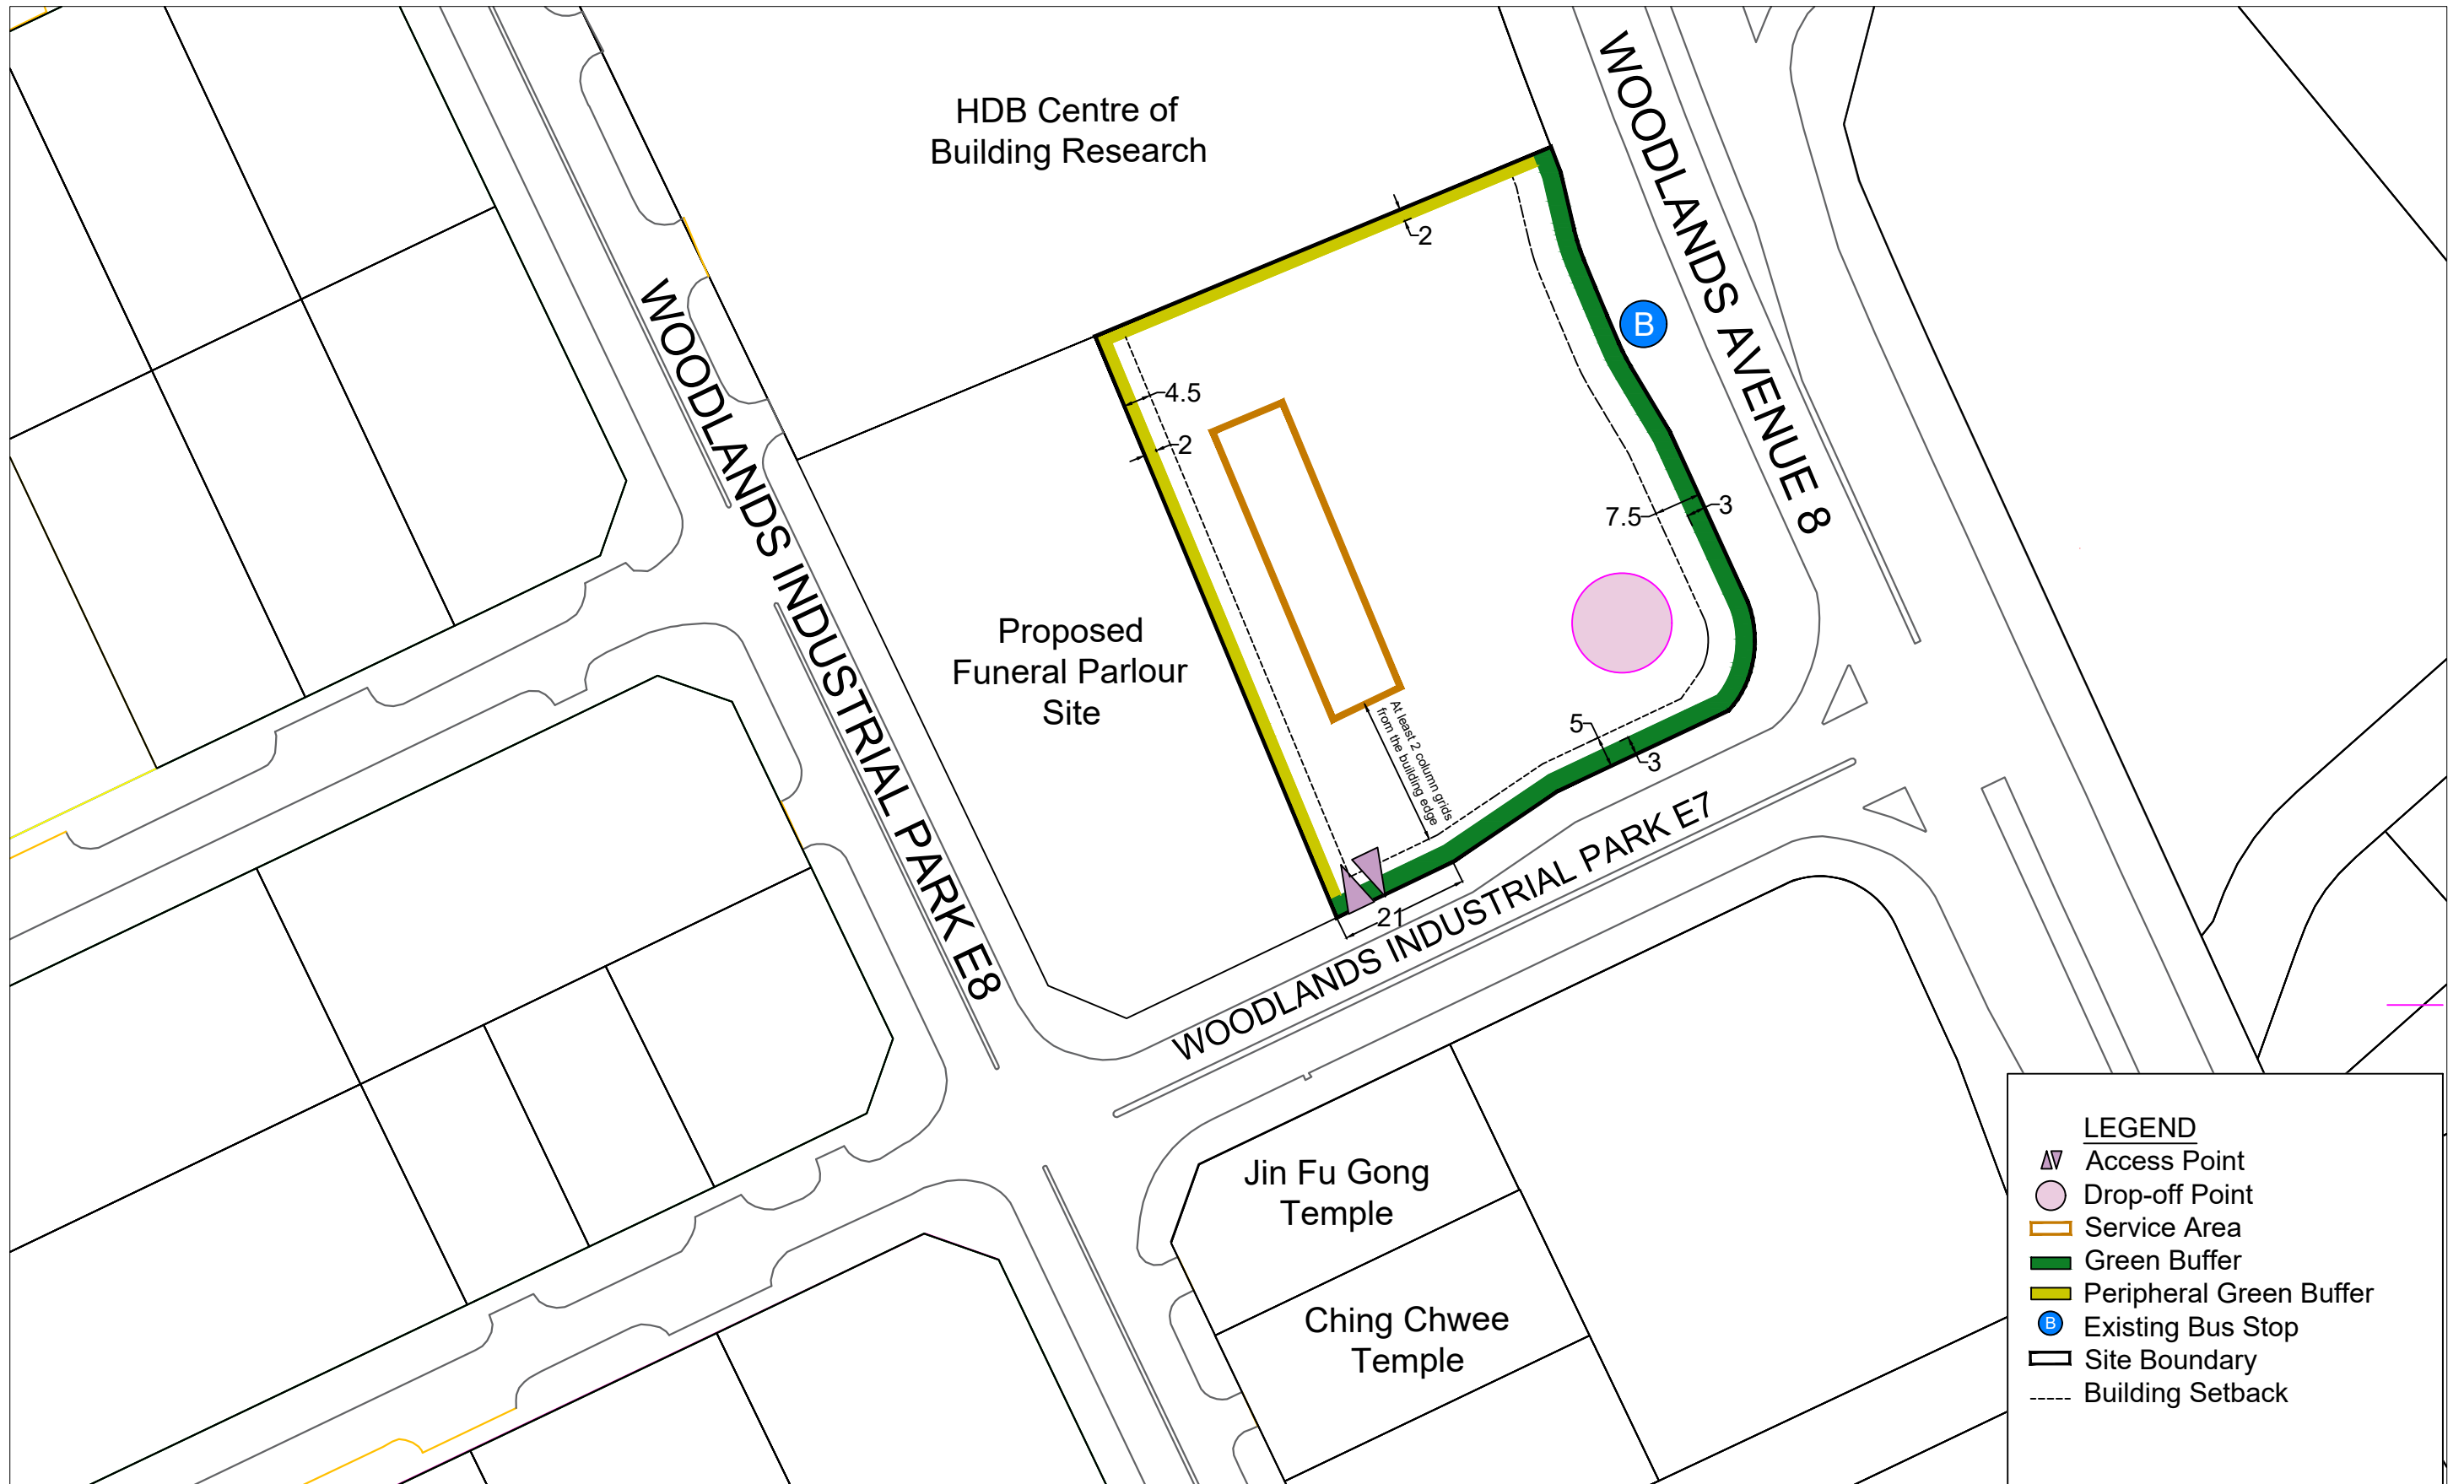 HDB Centre of
Building Research
WOODLANDS AVENUE 8
B
2
WOODLANDS INDUSTRIAL PARK E8
4.5
2
7.5
3
Proposed
Funeral Parlour
Site
At least 2 column grids
from the building edge
5
3
21
WOODLANDS INDUSTRIAL PARK E7
Jin Fu Gong
Temple
Ching Chwee
Temple
LEGEND
Access Point
Drop-off Point
Service Area
Green Buffer
Peripheral Green Buffer
B Existing Bus Stop
Site Boundary
Building Setback